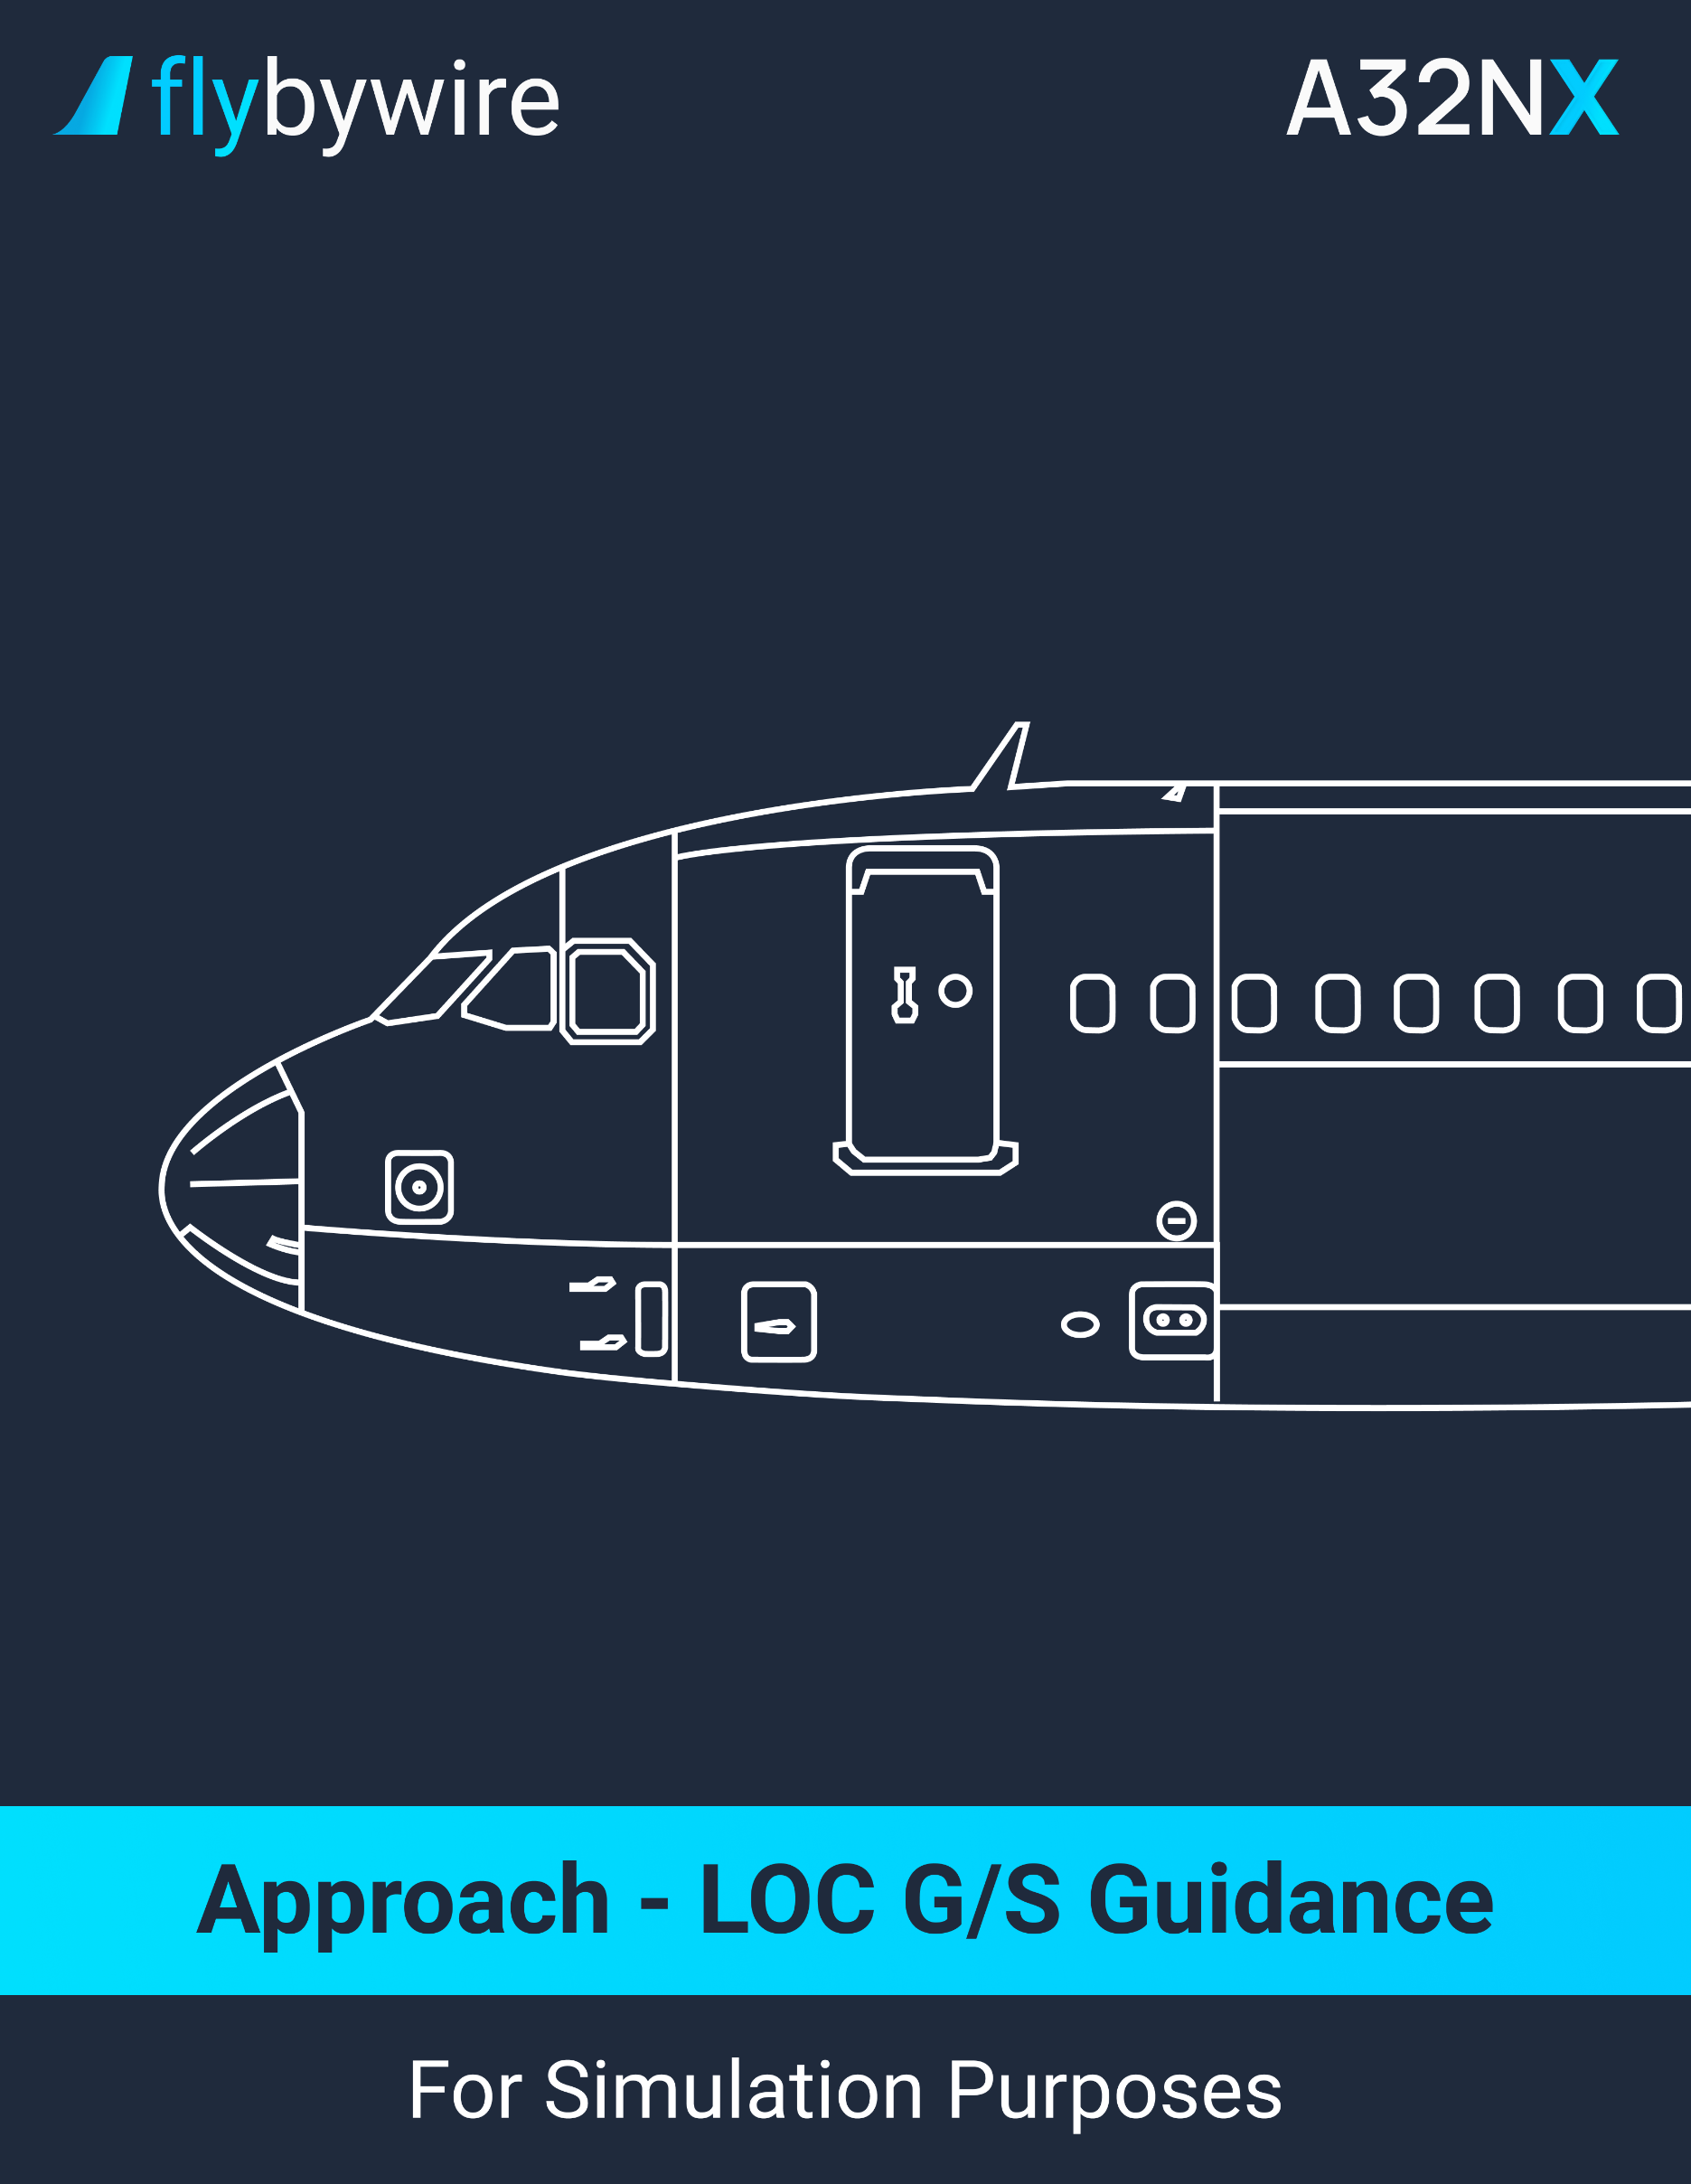 flybywire
A32NX
Approach - LOC G/S Guidance
For Simulation Purposes